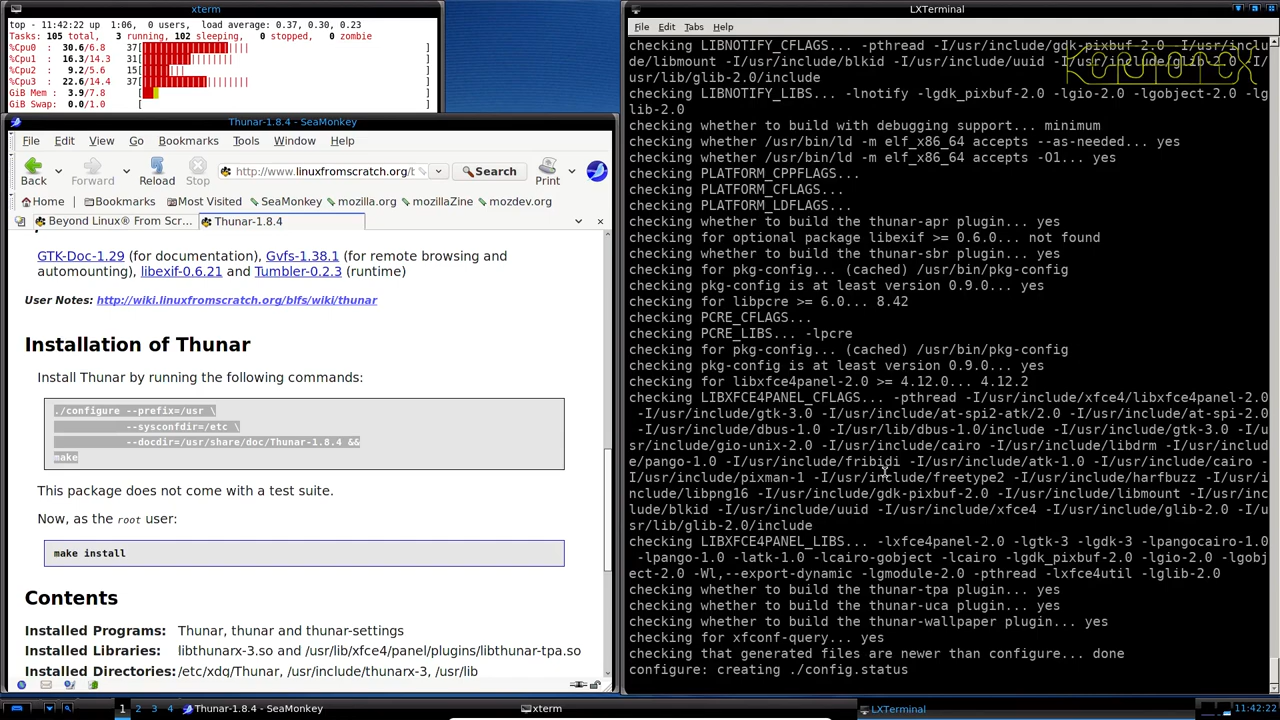 xterm
top - 11:42:22 up 1:06, 0 users, load average: 0.37, 0.30, 0.23
Tasks: 105 total, 3 running, 102 sleeping, 0 stopped, 0 zombie
%Cpu0 : 30.6/6.8 37[||||||||||||||||||||||| ]
%Cpu1 : 16.3/14.3 31[||||||||||||||||||| ]
%Cpu2 : 9.2/5.6 15[||||||||| ]
%Cpu3 : 22.6/14.4 37[||||||||||||||||||||||| ]
GiB Mem : 3.9/7.8 [ ]
GiB Swap: 0.0/1.0 [ ]
Thunar-1.8.4 - SeaMonkey
File Edit View Go Bookmarks Tools Window Help
Back Forward Reload Stop http://www.linuxfromscratch.org/b Search Print
Home Bookmarks Most Visited SeaMonkey mozilla.org mozillaZine mozdev.org
Beyond Linux® From Scr... Thunar-1.8.4
GTK-Doc-1.29 (for documentation), Gvfs-1.38.1 (for remote browsing and
automounting), libexif-0.6.21 and Tumbler-0.2.3 (runtime)
User Notes: http://wiki.linuxfromscratch.org/blfs/wiki/thunar
Installation of Thunar
Install Thunar by running the following commands:
./configure --prefix=/usr \
--sysconfdir=/etc \
--docdir=/usr/share/doc/Thunar-1.8.4 &&
make
This package does not come with a test suite.
Now, as the root user:
make install
Contents
Installed Programs: Thunar, thunar and thunar-settings
Installed Libraries: libthunarx-3.so and /usr/lib/xfce4/panel/plugins/libthunar-tpa.so
Installed Directories: /etc/xdg/Thunar, /usr/include/thunarx-3, /usr/lib
LXTerminal
File Edit Tabs Help
checking LIBNOTIFY_CFLAGS... -pthread -I/usr/include/gdk-pixbuf-2.0 -I/usr/inclu
de/libmount -I/usr/include/blkid -I/usr/include/uuid -I/usr/include/glib-2.0 -I/
usr/lib/glib-2.0/include
checking LIBNOTIFY_LIBS... -lnotify -lgdk_pixbuf-2.0 -lgio-2.0 -lgobject-2.0 -lg
lib-2.0
checking whether to build with debugging support... minimum
checking whether /usr/bin/ld -m elf_x86_64 accepts --as-needed... yes
checking whether /usr/bin/ld -m elf_x86_64 accepts -O1... yes
checking PLATFORM_CPPFLAGS...
checking PLATFORM_CFLAGS...
checking PLATFORM_LDFLAGS...
checking whether to build the thunar-apr plugin... yes
checking for optional package libexif >= 0.6.0... not found
checking whether to build the thunar-sbr plugin... yes
checking for pkg-config... (cached) /usr/bin/pkg-config
checking pkg-config is at least version 0.9.0... yes
checking for libpcre >= 6.0... 8.42
checking PCRE_CFLAGS...
checking PCRE_LIBS... -lpcre
checking for pkg-config... (cached) /usr/bin/pkg-config
checking pkg-config is at least version 0.9.0... yes
checking for libxfce4panel-2.0 >= 4.12.0... 4.12.2
checking LIBXFCE4PANEL_CFLAGS... -pthread -I/usr/include/xfce4/libxfce4panel-2.0
-I/usr/include/gtk-3.0 -I/usr/include/at-spi2-atk/2.0 -I/usr/include/at-spi-2.0
-I/usr/include/dbus-1.0 -I/usr/lib/dbus-1.0/include -I/usr/include/gtk-3.0 -I/u
sr/include/gio-unix-2.0 -I/usr/include/cairo -I/usr/include/libdrm -I/usr/includ
e/pango-1.0 -I/usr/include/fribidi -I/usr/include/atk-1.0 -I/usr/include/cairo -
I/usr/include/pixman-1 -I/usr/include/freetype2 -I/usr/include/harfbuzz -I/usr/i
nclude/libpng16 -I/usr/include/gdk-pixbuf-2.0 -I/usr/include/libmount -I/usr/inc
lude/blkid -I/usr/include/uuid -I/usr/include/xfce4 -I/usr/include/glib-2.0 -I/u
sr/lib/glib-2.0/include
checking LIBXFCE4PANEL_LIBS... -lxfce4panel-2.0 -lgtk-3 -lgdk-3 -lpangocairo-1.0
-lpango-1.0 -latk-1.0 -lcairo-gobject -lcairo -lgdk_pixbuf-2.0 -lgio-2.0 -lgobj
ect-2.0 -Wl,--export-dynamic -lgmodule-2.0 -pthread -lxfce4util -lglib-2.0
checking whether to build the thunar-tpa plugin... yes
checking whether to build the thunar-uca plugin... yes
checking whether to build the thunar-wallpaper plugin... yes
checking for xfconf-query... yes
checking that generated files are newer than configure... done
configure: creating ./config.status
1 2 3 4 Thunar-1.8.4 - SeaMonkey xterm LXTerminal 11:42:22